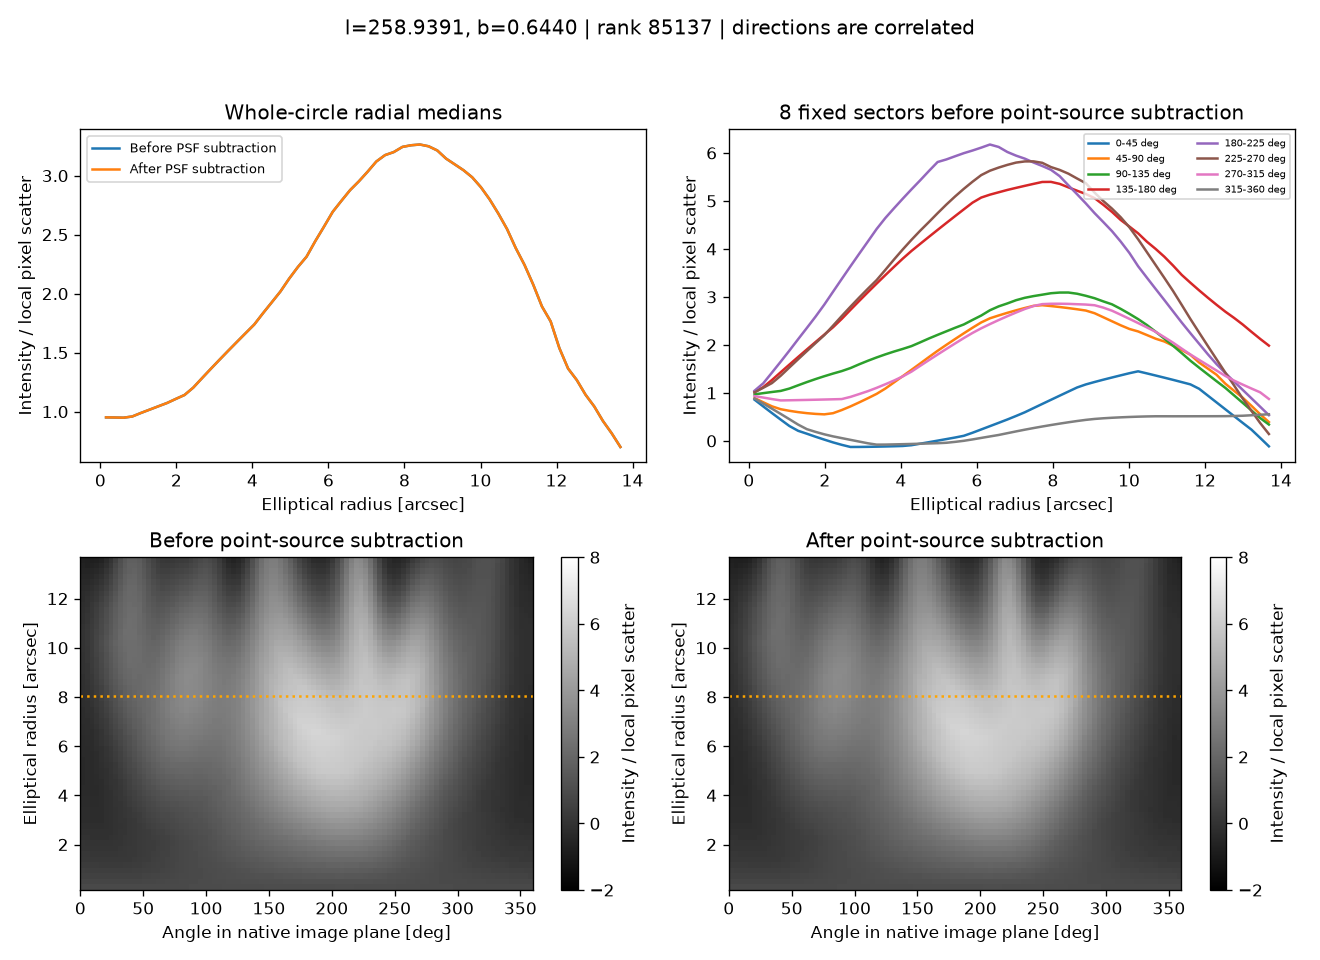 l=258.9391, b=0.6440 | rank 85137 | directions are correlated
Whole-circle radial medians
Before PSF subtraction
After PSF subtraction
Intensity / local pixel scatter
3.0
2.5
2.0
1.5
1.0
0 2 4 6 8 10 12 14
Elliptical radius [arcsec]
8 fixed sectors before point-source subtraction
0-45 deg
45-90 deg
90-135 deg
135-180 deg
180-225 deg
225-270 deg
270-315 deg
315-360 deg
Intensity / local pixel scatter
6
5
4
3
2
1
0
0 2 4 6 8 10 12 14
Elliptical radius [arcsec]
Before point-source subtraction
Elliptical radius [arcsec]
12
10
8
6
4
2
0 50 100 150 200 250 300 350
Angle in native image plane [deg]
8
6
4
2
0
−2
Intensity / local pixel scatter
After point-source subtraction
Elliptical radius [arcsec]
12
10
8
6
4
2
0 50 100 150 200 250 300 350
Angle in native image plane [deg]
8
6
4
2
0
−2
Intensity / local pixel scatter